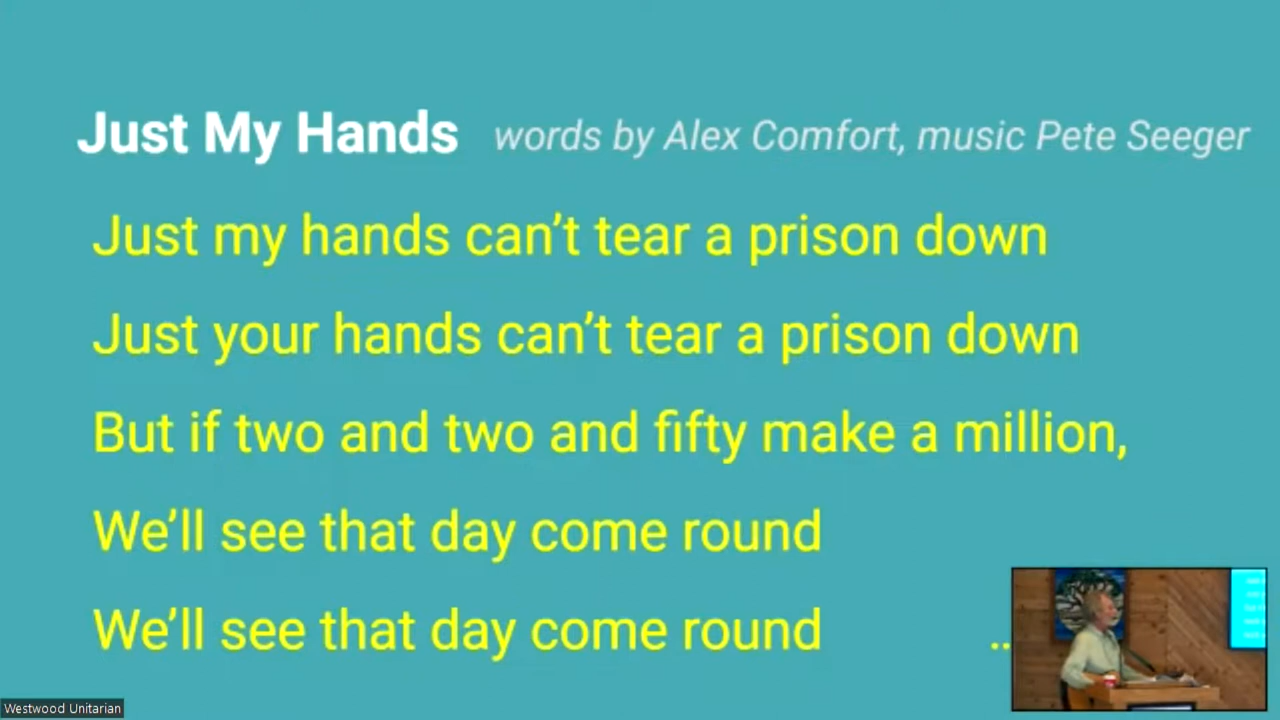 Just My Hands words by Alex Comfort, music Pete Seeger
Just my hands can’t tear a prison down
Just your hands can’t tear a prison down
But if two and two and fifty make a million,
We’ll see that day come round
We’ll see that day come round ..
Westwood Unitarian